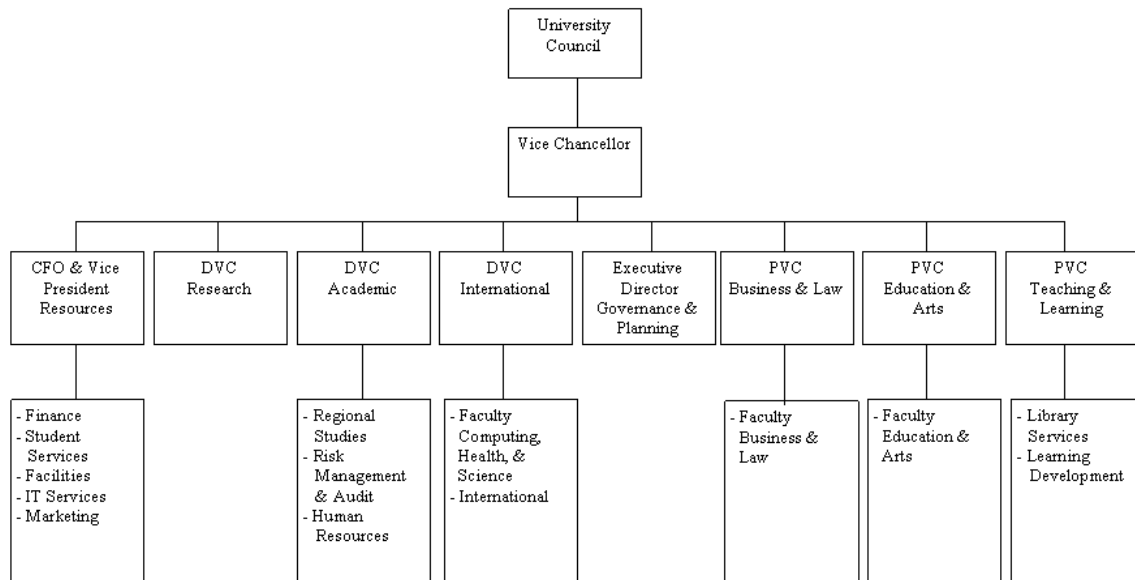 University
Council
Vice Chancellor
CFO & Vice
President
Resources
DVC
Research
DVC
Academic
DVC
International
Executive
Director
Governance &
Planning
PVC
Business & Law
PVC
Education &
Arts
PVC
Teaching &
Learning
- Finance
- Student
Services
- Facilities
- IT Services
- Marketing
- Regional
Studies
- Risk
Management
& Audit
- Human
Resources
- Faculty
Computing,
Health, &
Science
- International
- Faculty
Business &
Law
- Faculty
Education &
Arts
- Library
Services
- Learning
Development